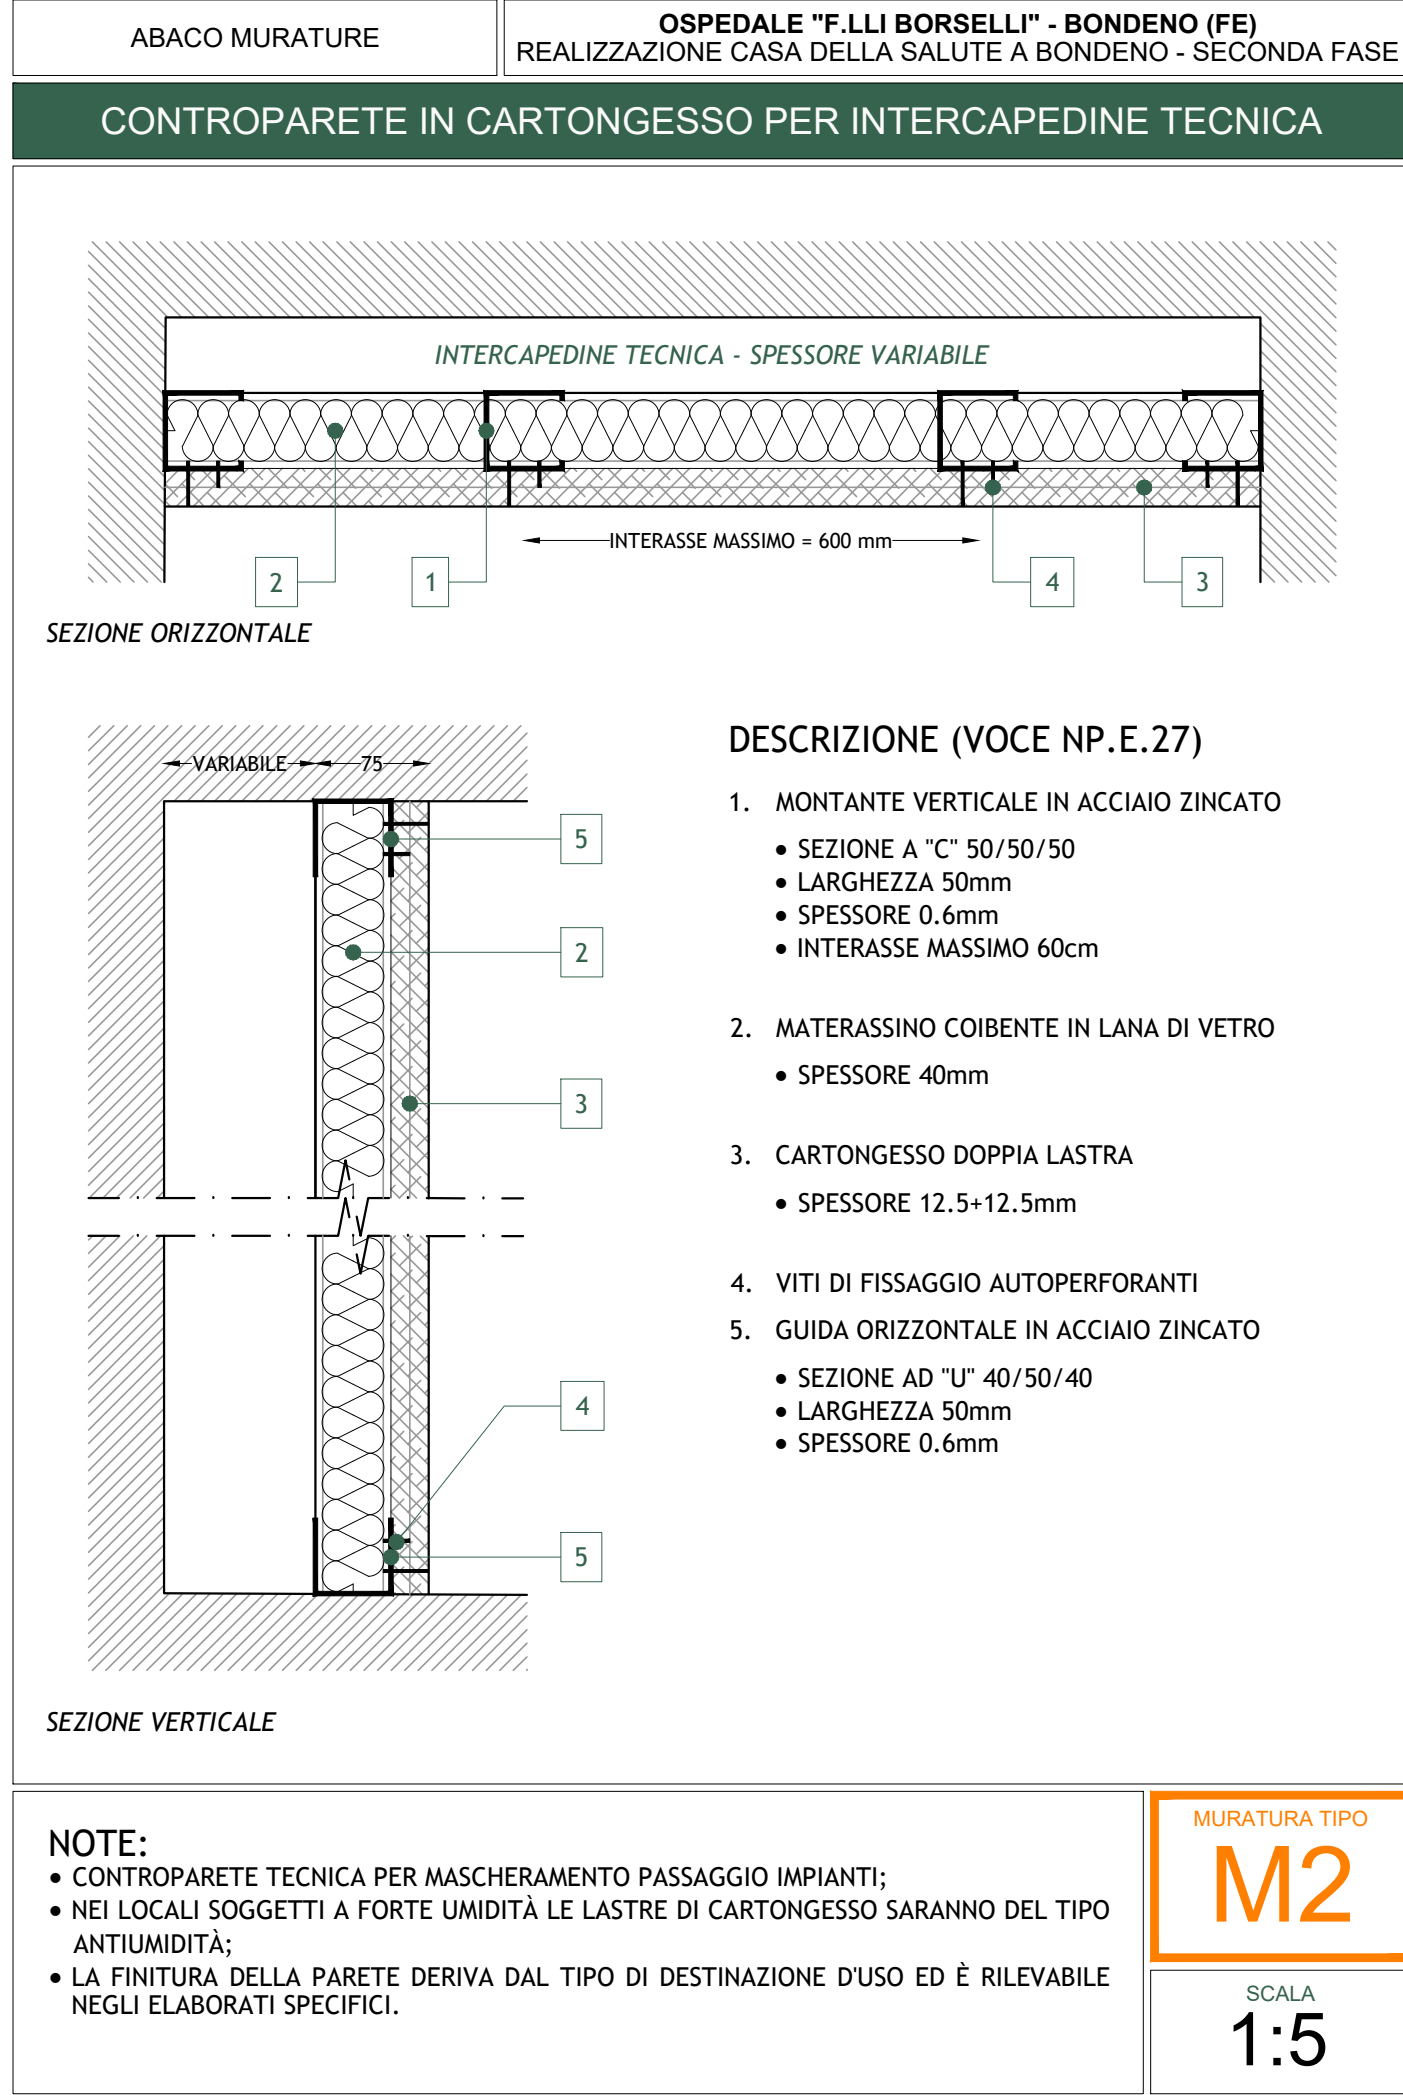 ABACO MURATURE
OSPEDALE "F.LLI BORSELLI" - BONDENO (FE)
REALIZZAZIONE CASA DELLA SALUTE A BONDENO - SECONDA FASE
CONTROPARETE IN CARTONGESSO PER INTERCAPEDINE TECNICA
INTERCAPEDINE TECNICA - SPESSORE VARIABILE
INTERASSE MASSIMO = 600 mm
2
1
4
3
SEZIONE ORIZZONTALE
VARIABILE
75
5
2
3
4
5
SEZIONE VERTICALE
DESCRIZIONE (VOCE NP.E.27)
1. MONTANTE VERTICALE IN ACCIAIO ZINCATO
• SEZIONE A "C" 50/50/50
• LARGHEZZA 50mm
• SPESSORE 0.6mm
• INTERASSE MASSIMO 60cm
2. MATERASSINO COIBENTE IN LANA DI VETRO
• SPESSORE 40mm
3. CARTONGESSO DOPPIA LASTRA
• SPESSORE 12.5+12.5mm
4. VITI DI FISSAGGIO AUTOPERFORANTI
5. GUIDA ORIZZONTALE IN ACCIAIO ZINCATO
• SEZIONE AD "U" 40/50/40
• LARGHEZZA 50mm
• SPESSORE 0.6mm
NOTE:
• CONTROPARETE TECNICA PER MASCHERAMENTO PASSAGGIO IMPIANTI;
• NEI LOCALI SOGGETTI A FORTE UMIDITÀ LE LASTRE DI CARTONGESSO SARANNO DEL TIPO
ANTIUMIDITÀ;
• LA FINITURA DELLA PARETE DERIVA DAL TIPO DI DESTINAZIONE D'USO ED È RILEVABILE
NEGLI ELABORATI SPECIFICI.
MURATURA TIPO
M2
SCALA
1:5